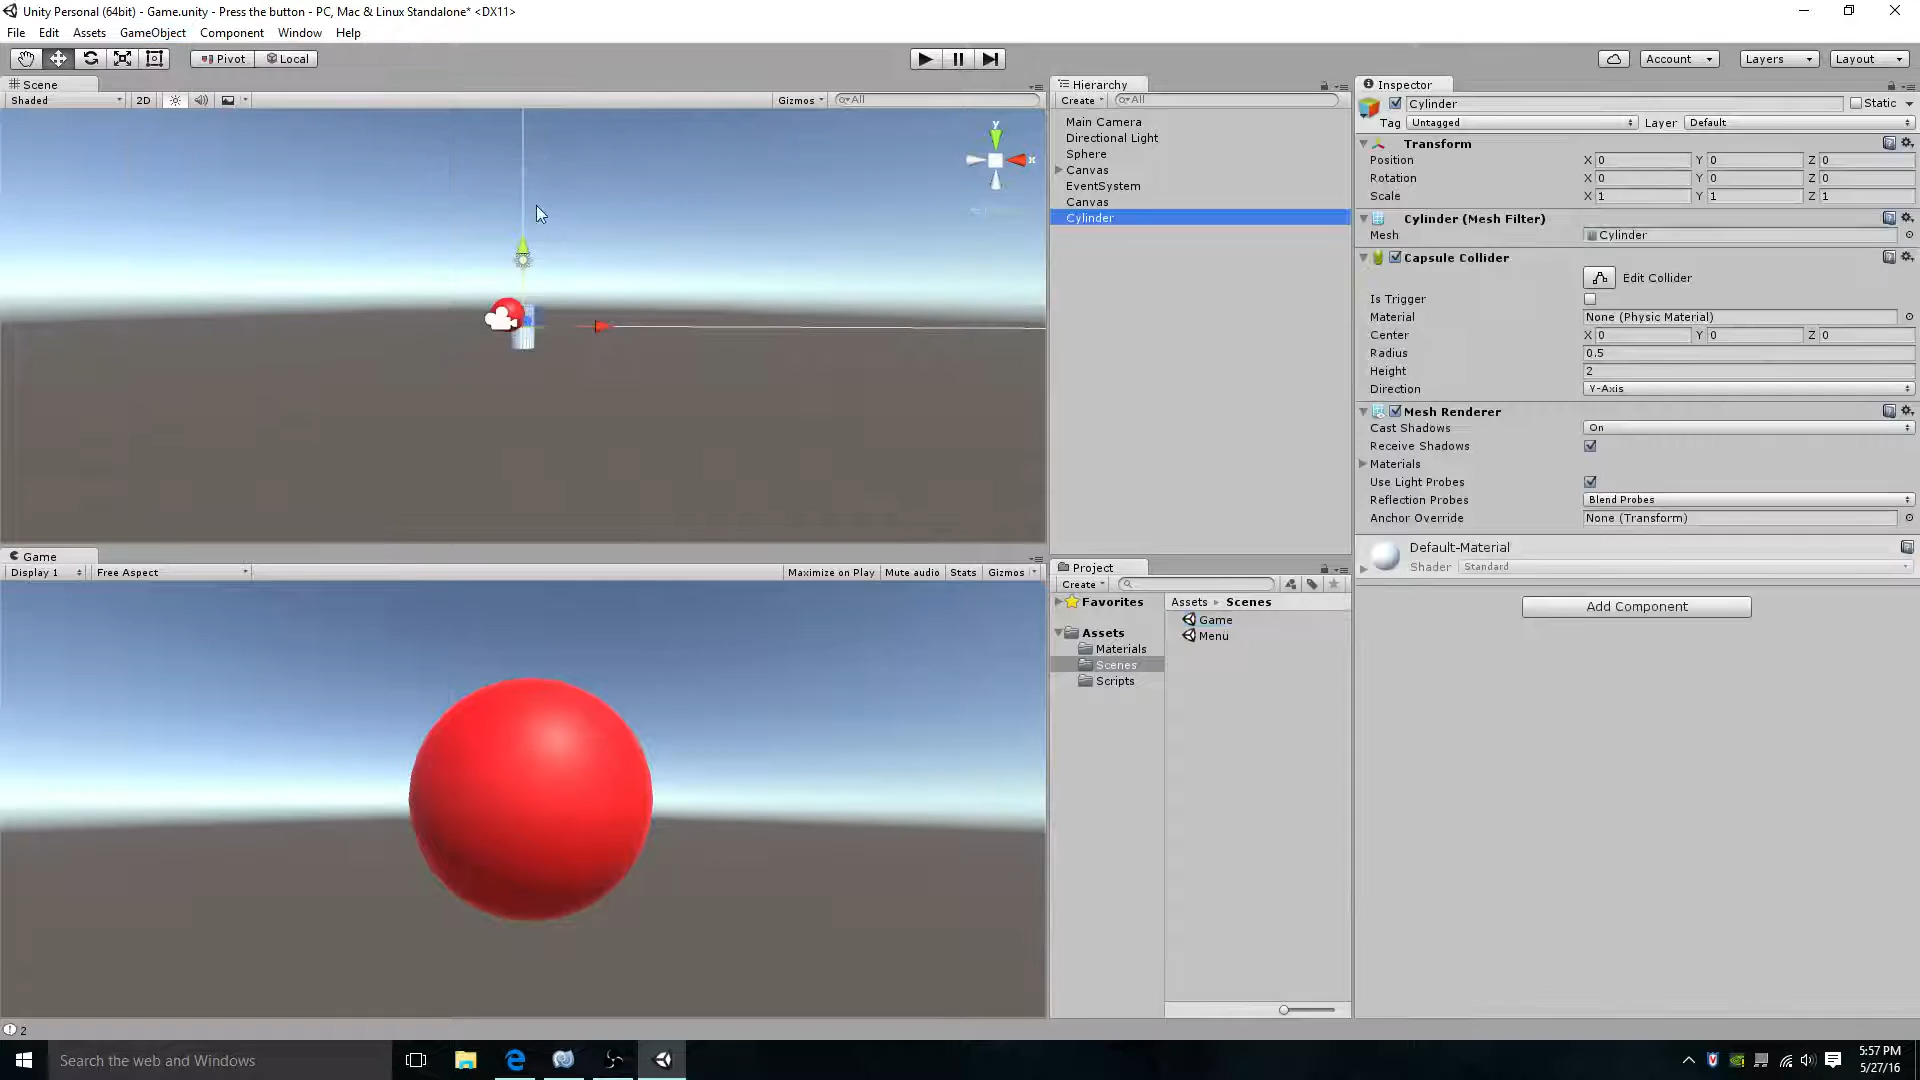 Unity Personal (64bit) - Game.unity - Press the button - PC, Mac & Linux Standalone* <DX11>
File Edit Assets GameObject Component Window Help
Pivot Local Account Layers Layout
Scene
Shaded 2D Gizmos All
y
x
Hierarchy
Create All
Main Camera
Directional Light
Sphere
Canvas
EventSystem
Canvas
Cylinder
Inspector
Cylinder Static
Tag Untagged Layer Default
Transform
Position X 0 Y 0 Z 0
Rotation X 0 Y 0 Z 0
Scale X 1 Y 1 Z 1
Cylinder (Mesh Filter)
Mesh Cylinder
Capsule Collider
Edit Collider
Is Trigger
Material None (Physic Material)
Center X 0 Y 0 Z 0
Radius 0.5
Height 2
Direction Y-Axis
Mesh Renderer
Cast Shadows On
Receive Shadows
Materials
Use Light Probes
Reflection Probes Blend Probes
Anchor Override None (Transform)
Default-Material
Shader Standard
Add Component
Game
Display 1 Free Aspect Maximize on Play Mute audio Stats Gizmos
Project
Create
Favorites
Assets
Materials
Scenes
Scripts
Assets Scenes
Game
Menu
2
Search the web and Windows
5:57 PM
5/27/16